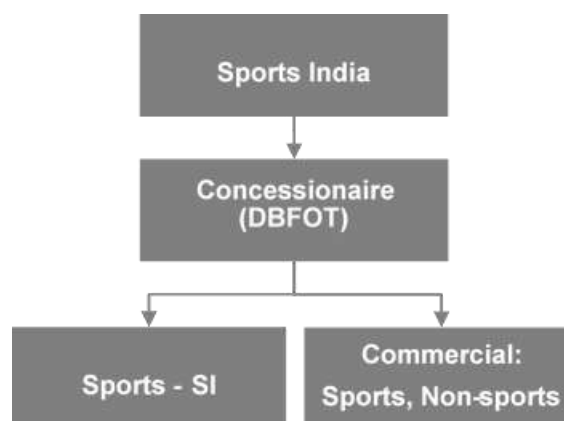 Sports India
Concessionaire
(DBFOT)
Sports - SI
Commercial:
Sports, Non-sports